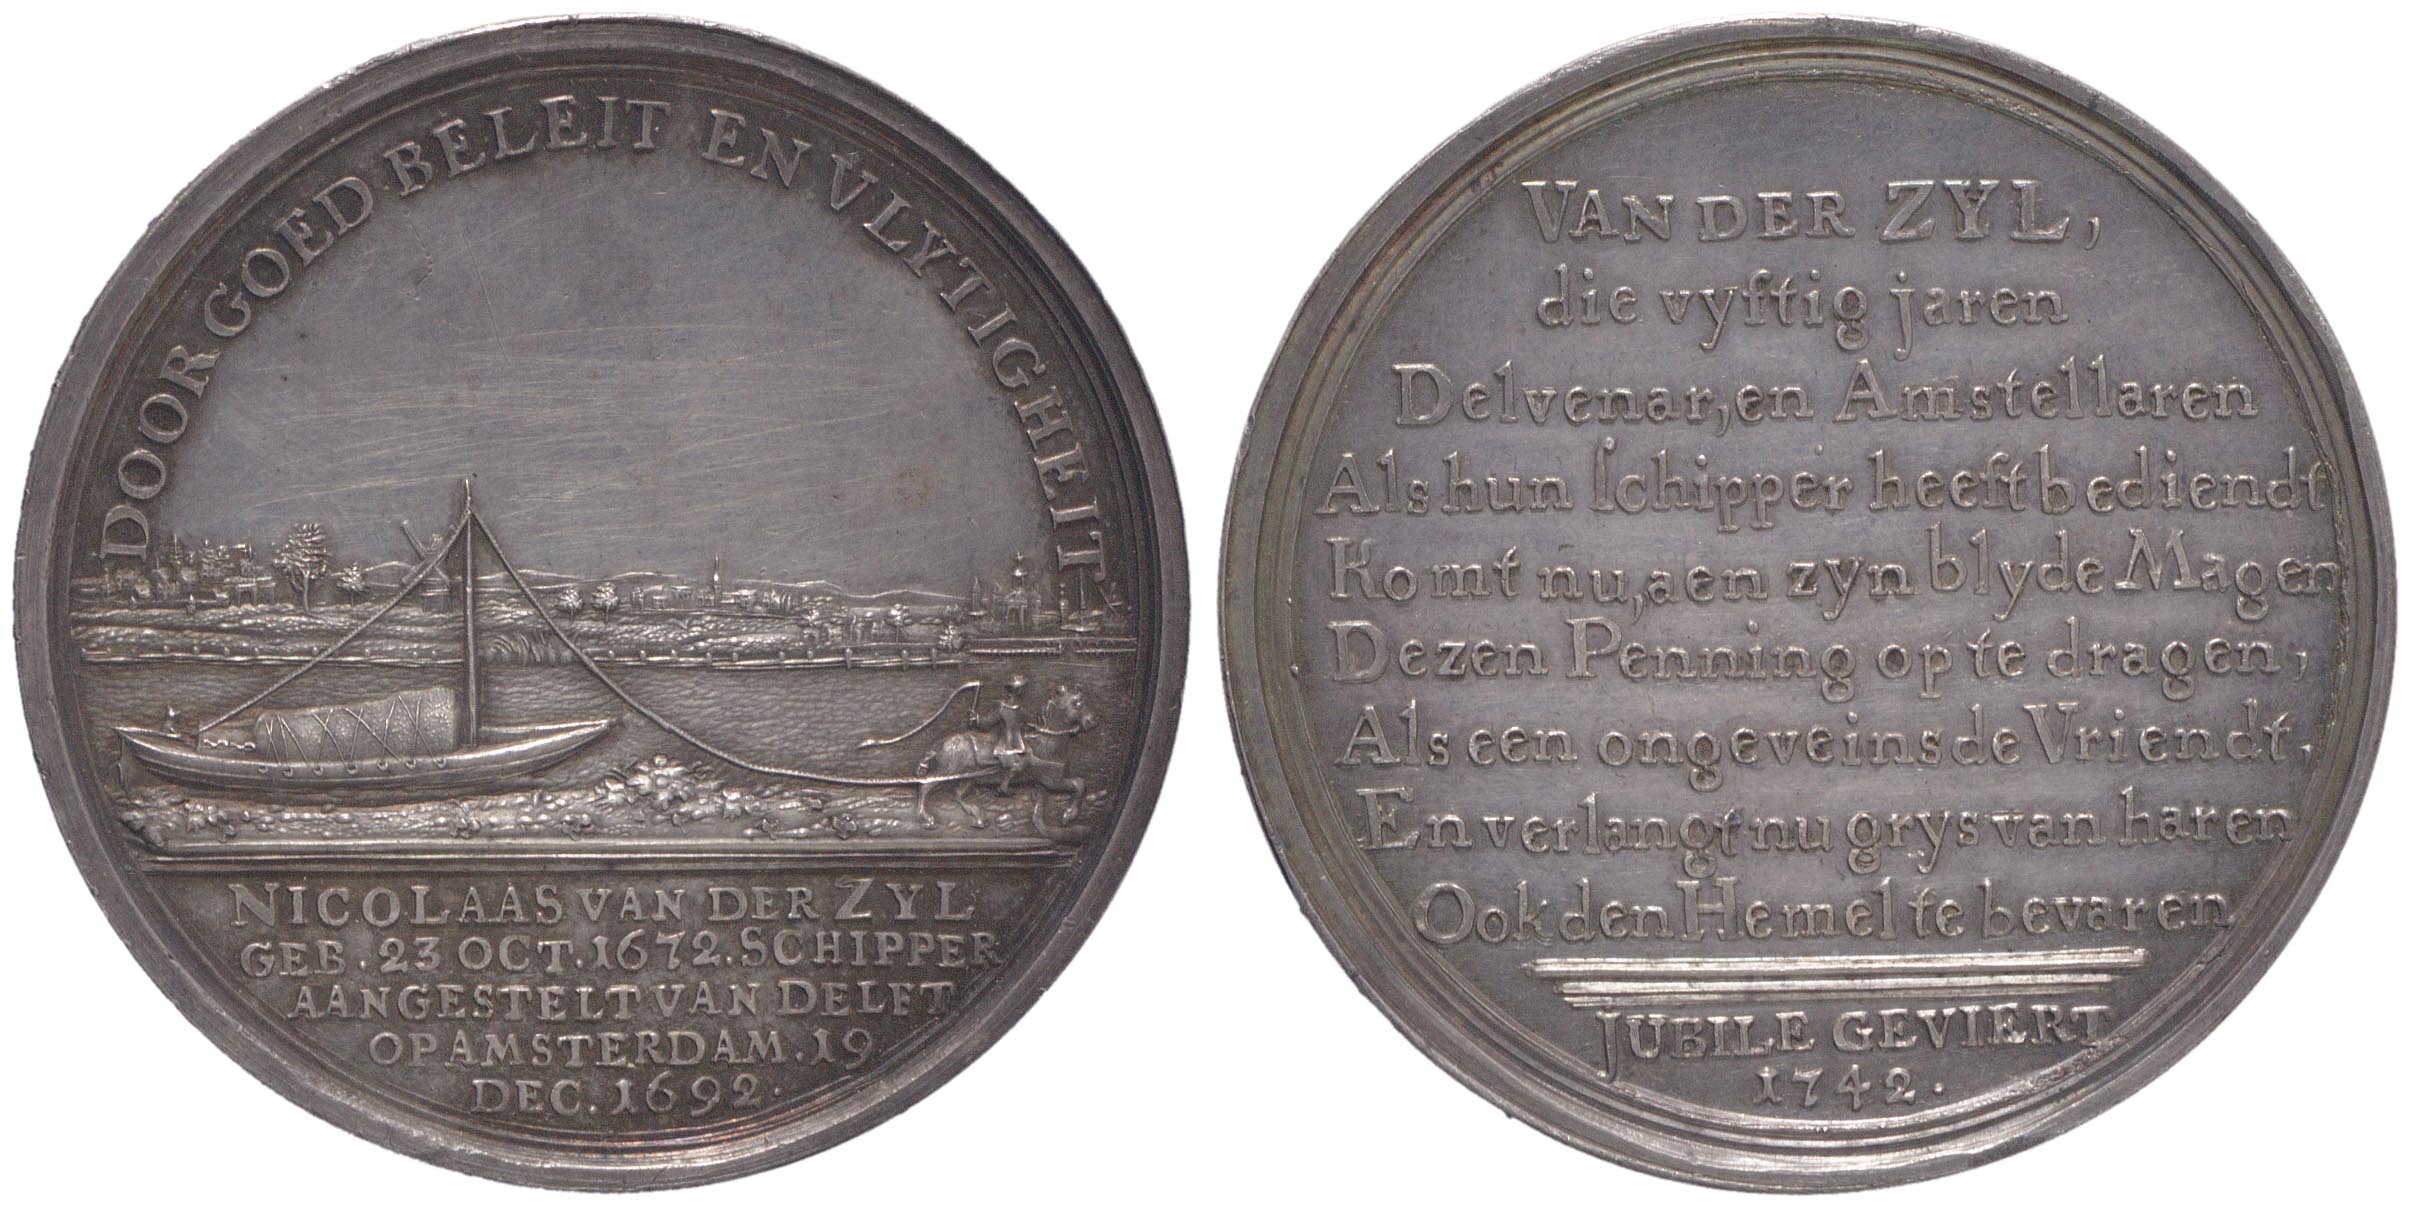 DOOR GOED BELEIT EN VLYTIGHEIT.
NICOLAAS VAN DER ZYL
GEB. 23 OCT. 1672. SCHIPPER
AANGESTELT VAN DELFT
OP AMSTERDAM. 19
DEC. 1692.
VAN DER ZYL,
die vyftig jaren
Delvenar, en Amstellaren
Als hun ſchipper heeft bediendt
Komt nu, aen zyn blyde Magen
Dezen Penning op te dragen,
Als een ongeveinsde Vriendt,
En verlangt nu grys van haren
Ook den Hemel te bevaren
JUBILE GEVIERT
1742.